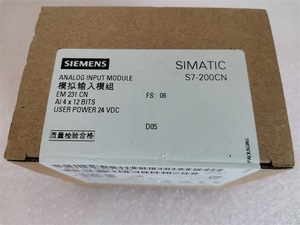 SIEMENS
SIMATIC
S7-200CN
ANALOG INPUT MODULE
模拟输入模组
EM 231 CN
AI 4 x 12 BITS
USER POWER 24 VDC
FS: 06
D05
质量检验合格
PACKAGING